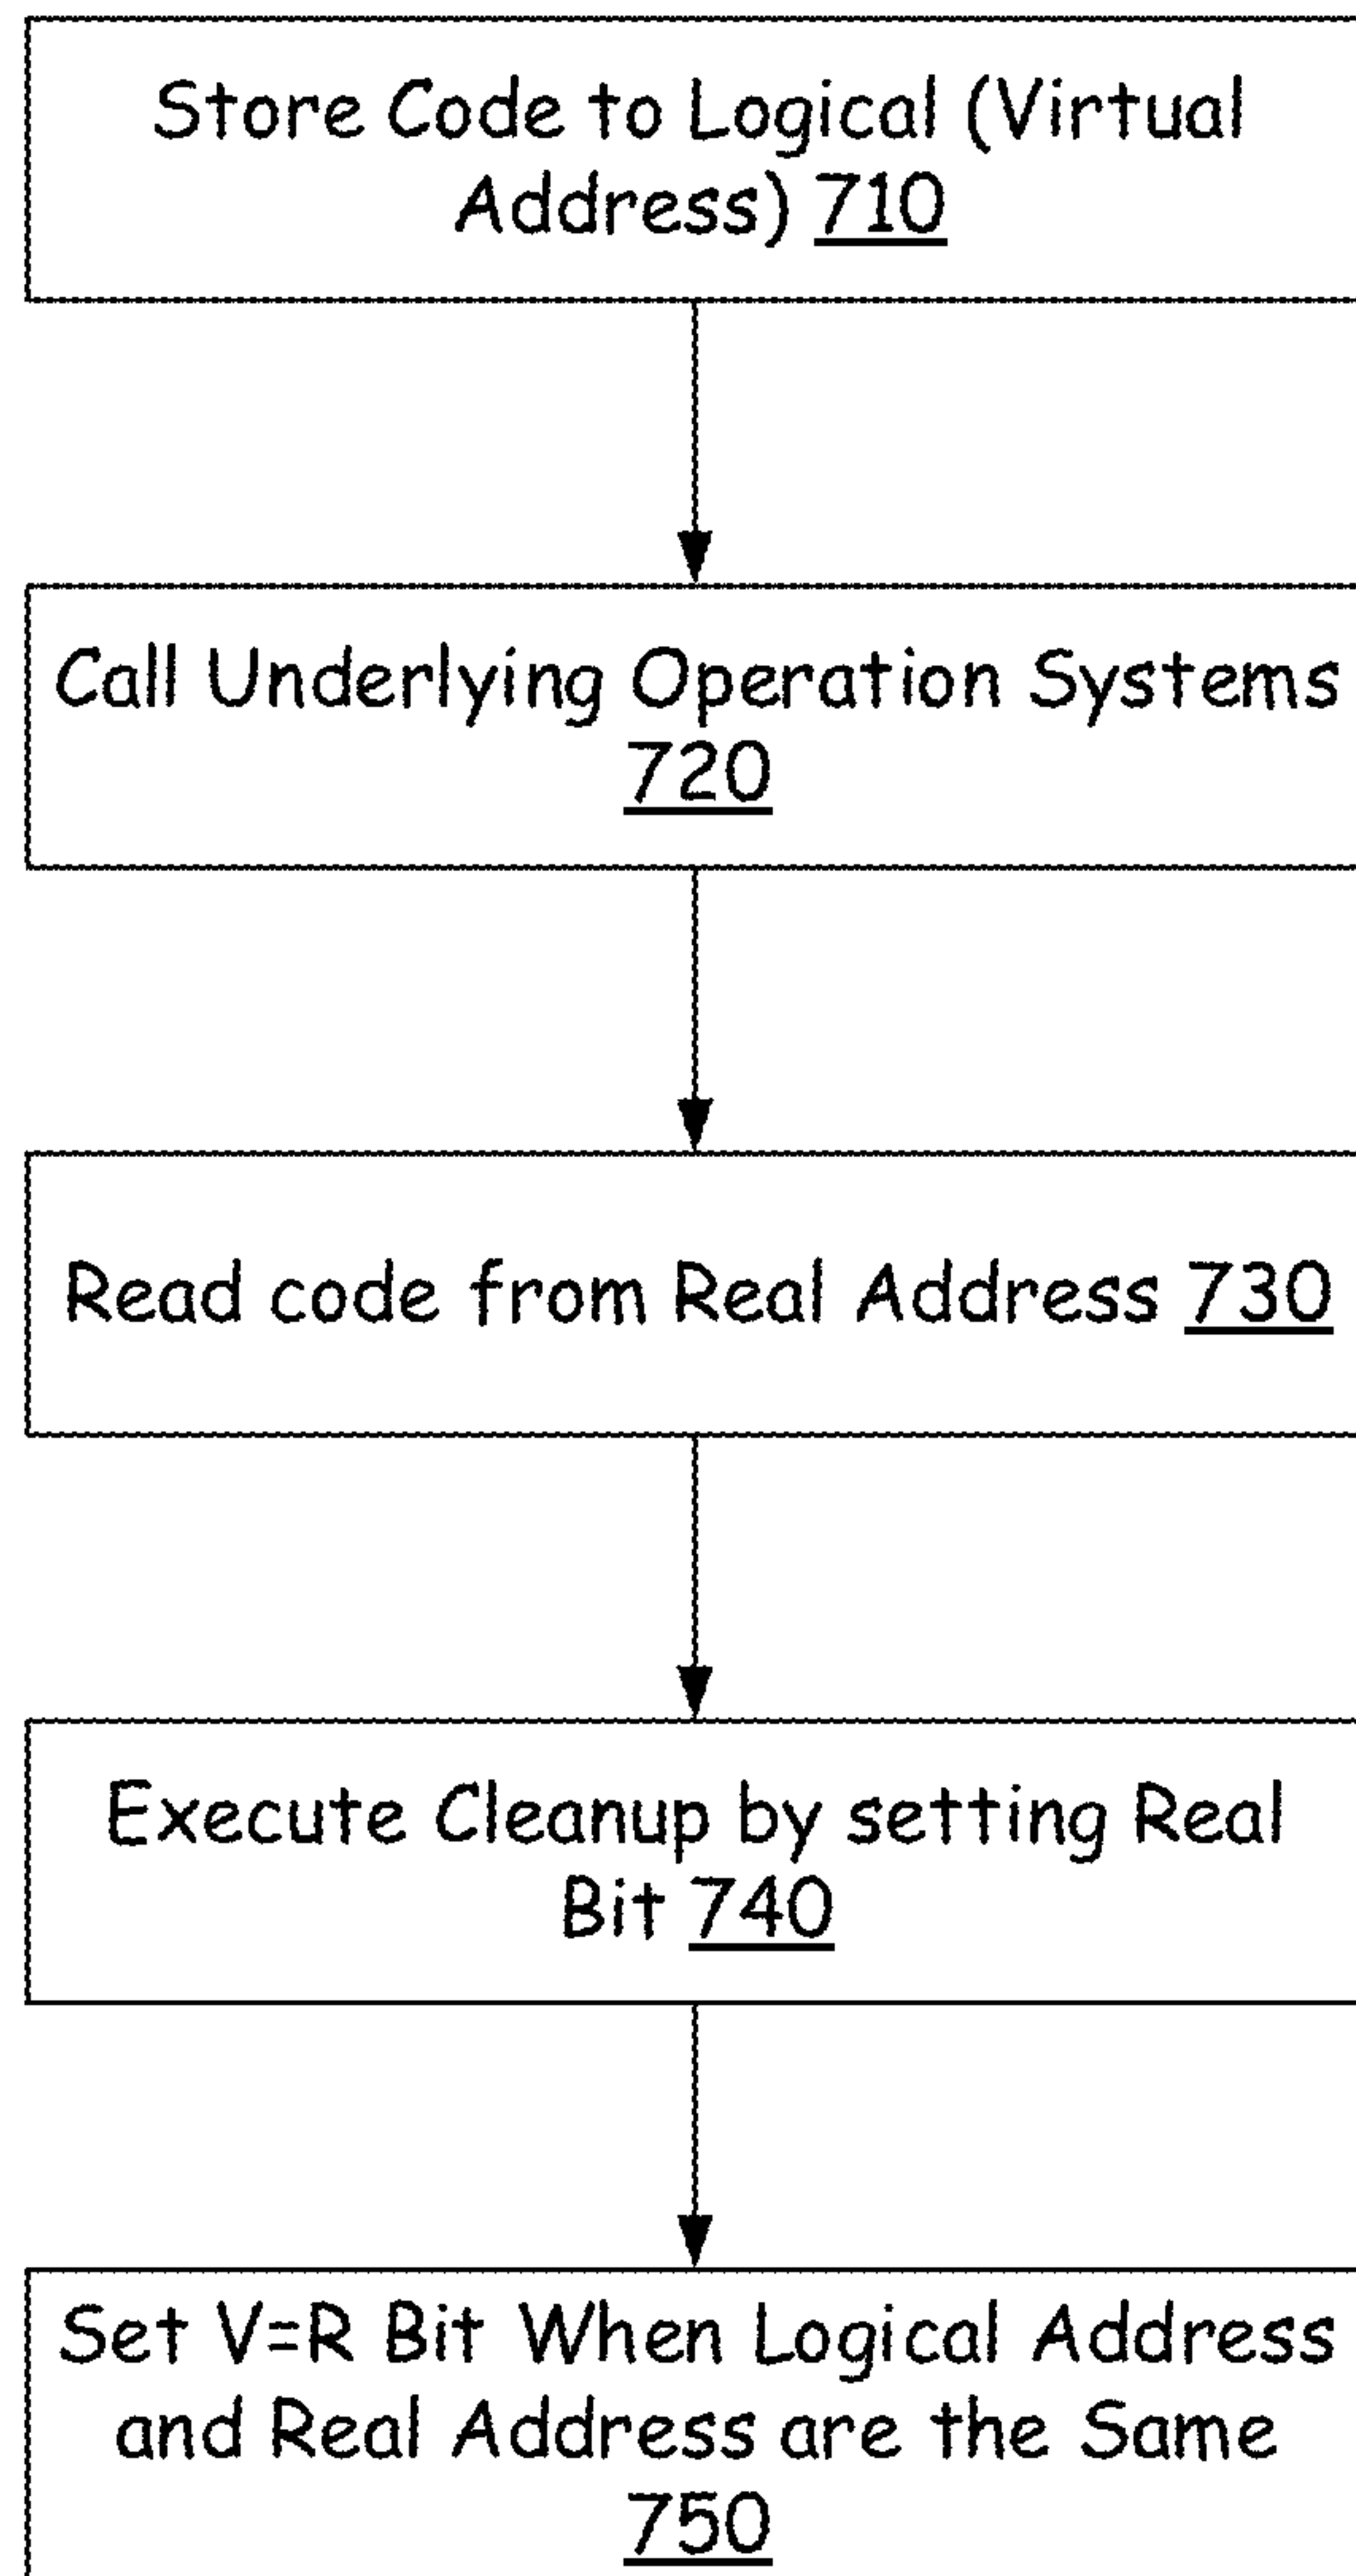 Store Code to Logical (Virtual
Address) 710
Call Underlying Operation Systems
720
Read code from Real Address 730
Execute Cleanup by setting Real
Bit 740
Set V=R Bit When Logical Address
and Real Address are the Same
750